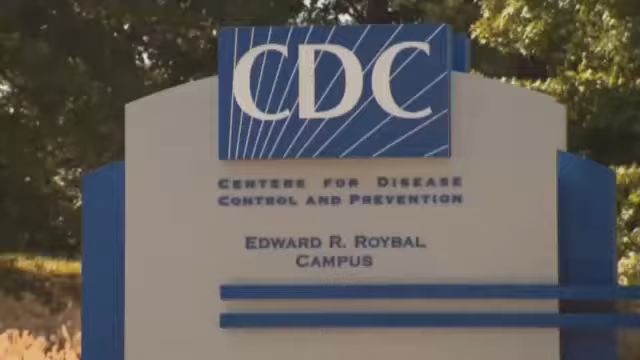 CDC
CENTERS FOR DISEASE
CONTROL AND PREVENTION
EDWARD R. ROYBAL
CAMPUS